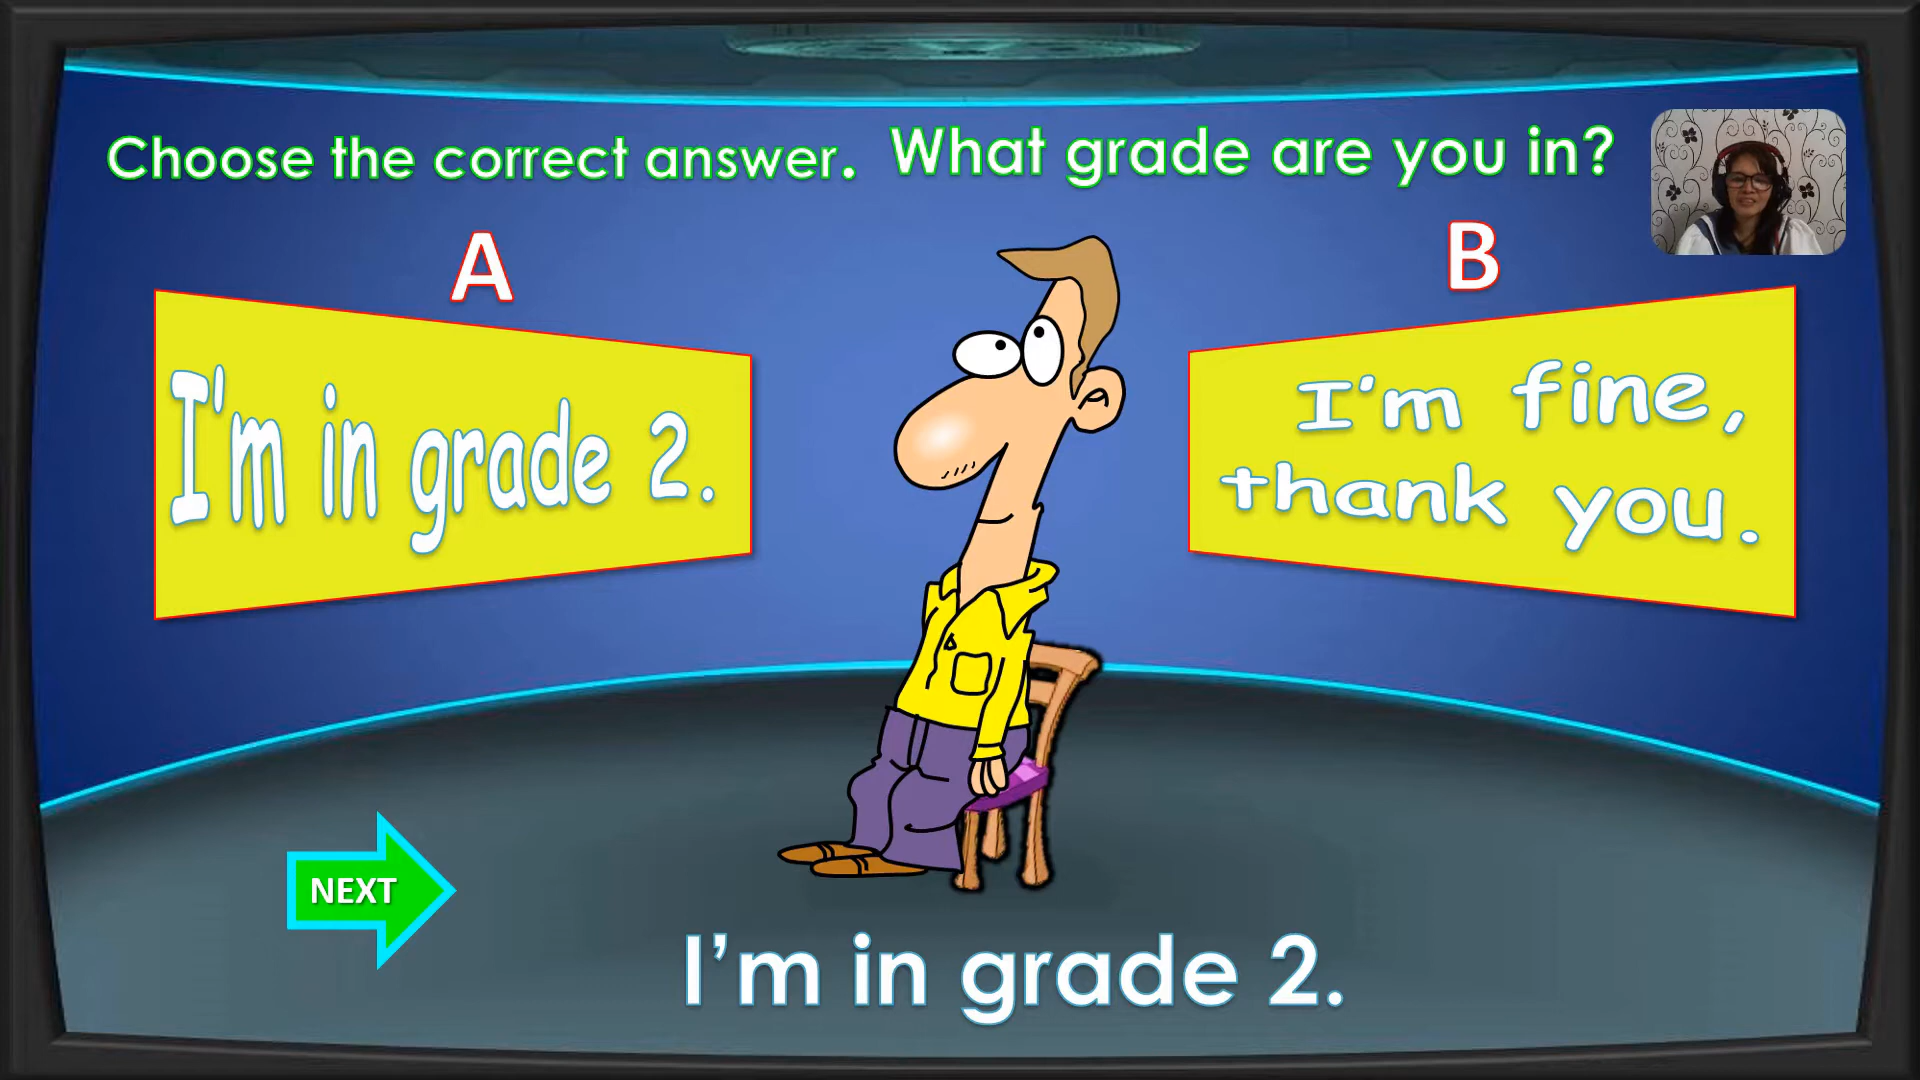 Choose the correct answer. What grade are you in?
A
B
I'm in grade 2.
I'm fine,
thank you.
NEXT
I'm in grade 2.